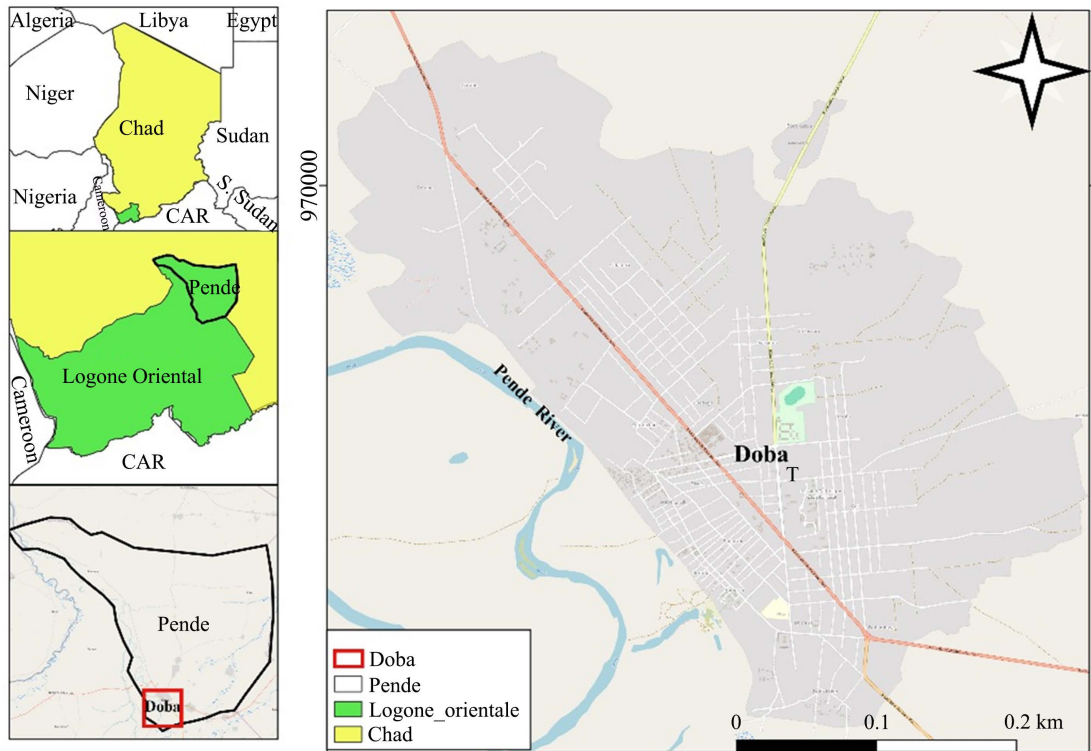 Algeria
Libya
Egypt
Niger
Chad
Sudan
Nigeria
Cameroon
CAR
S. Sudan
Pende
Logone Oriental
Cameroon
CAR
Pende
Doba
970000
Pende River
Doba
T
Doba
Pende
Logone_orientale
Chad
0
0.1
0.2 km